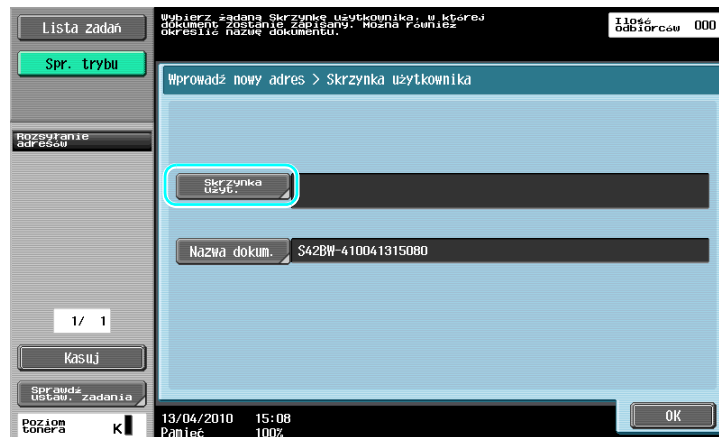 Lista zadań
Spr. trybu
Wybierz żądaną Skrzynkę użytkownika, w której
dokument zostanie zapisany. Można również
określić nazwę dokumentu.
Ilość
odbiorców 000
Wprowadź nowy adres > Skrzynka użytkownika
Rozsyłanie
adresów
Skrzynka
użyt.
Nazwa dokum. S42BW-410041315080
1/ 1
Kasuj
Sprawdź
ustaw. zadania
Poziom
tonera K
13/04/2010 15:08
Pamięć 100%
OK